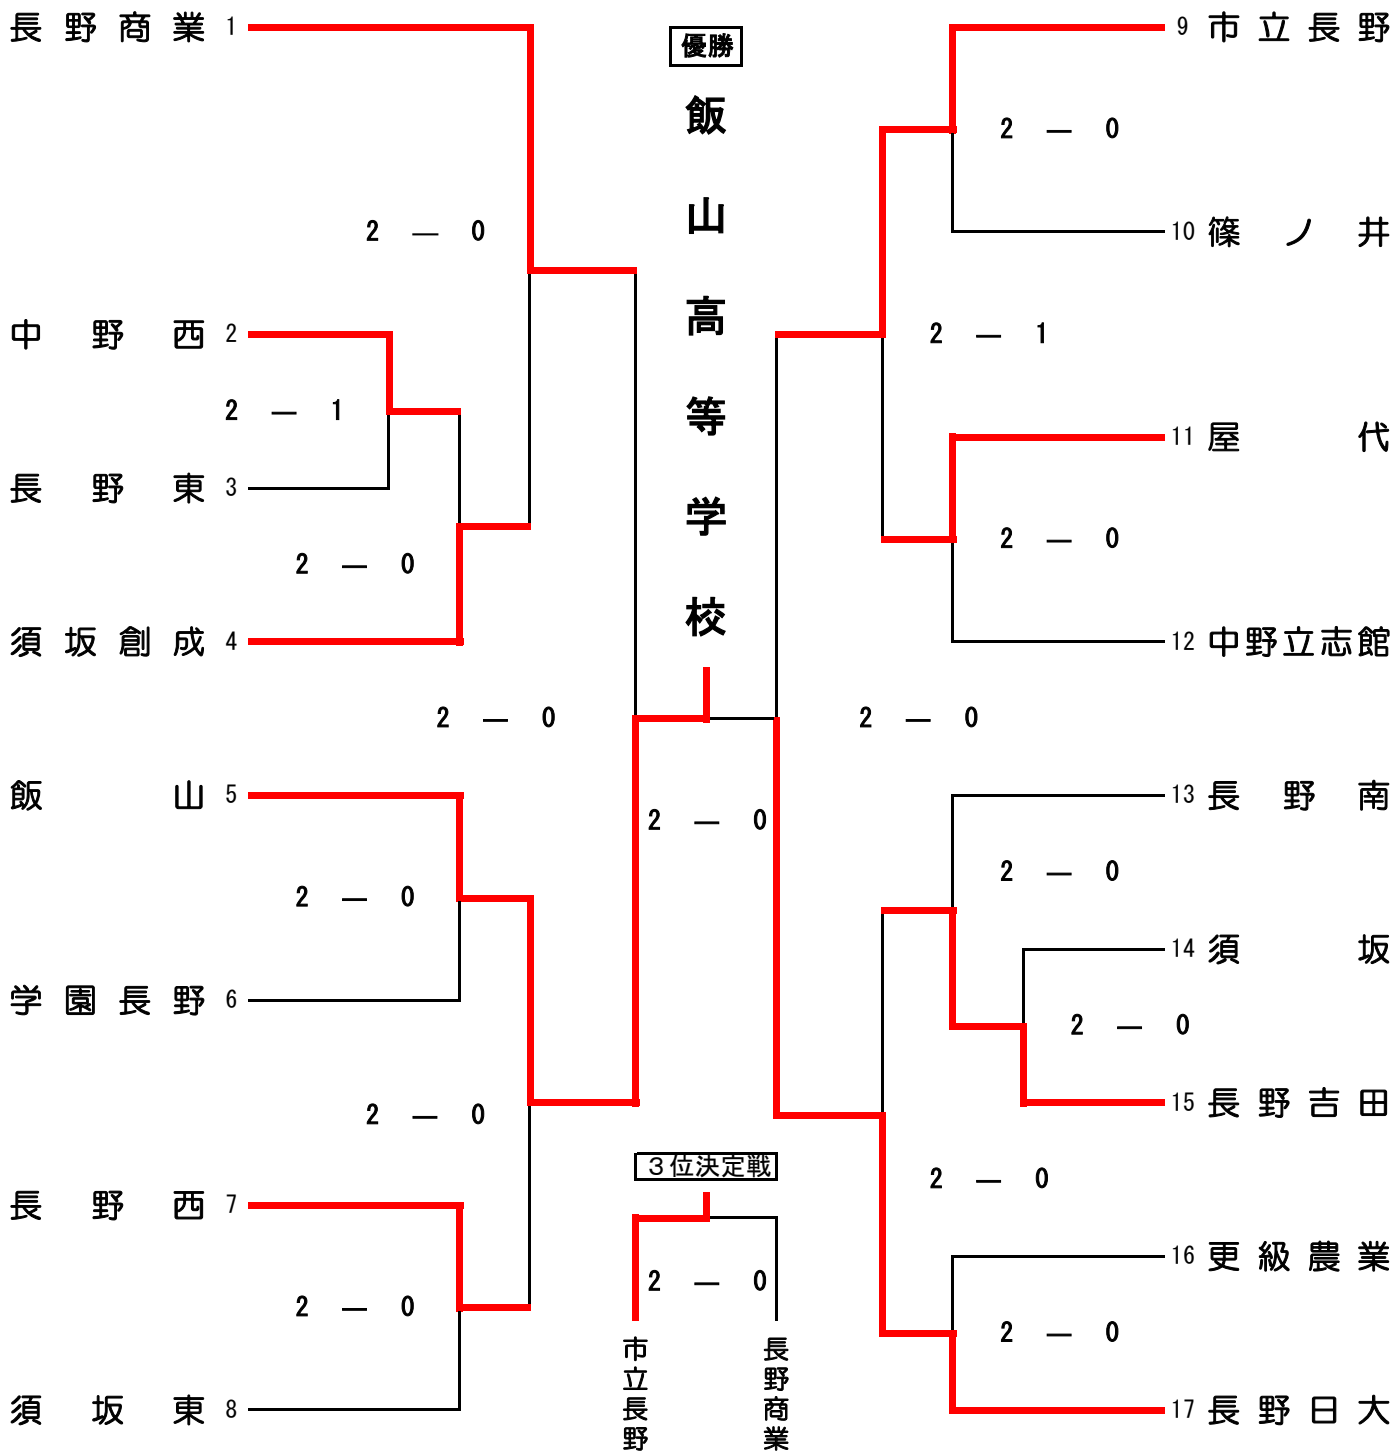 長野商業 1
2 — 0
中野西 2
2 — 1
長野東 3
2 — 0
須坂創成 4
2 — 0
飯山 5
2 — 0
学園長野 6
2 — 0
長野西 7
2 — 0
須坂東 8
優勝
飯山高等学校
2 — 0
3位決定戦
2 — 0
市立長野
長野商業
9 市立長野
2 — 0
10 篠ノ井
2 — 1
11 屋代
2 — 0
12 中野立志館
2 — 0
13 長野南
2 — 0
14 須坂
2 — 0
15 長野吉田
2 — 0
16 更級農業
2 — 0
17 長野日大